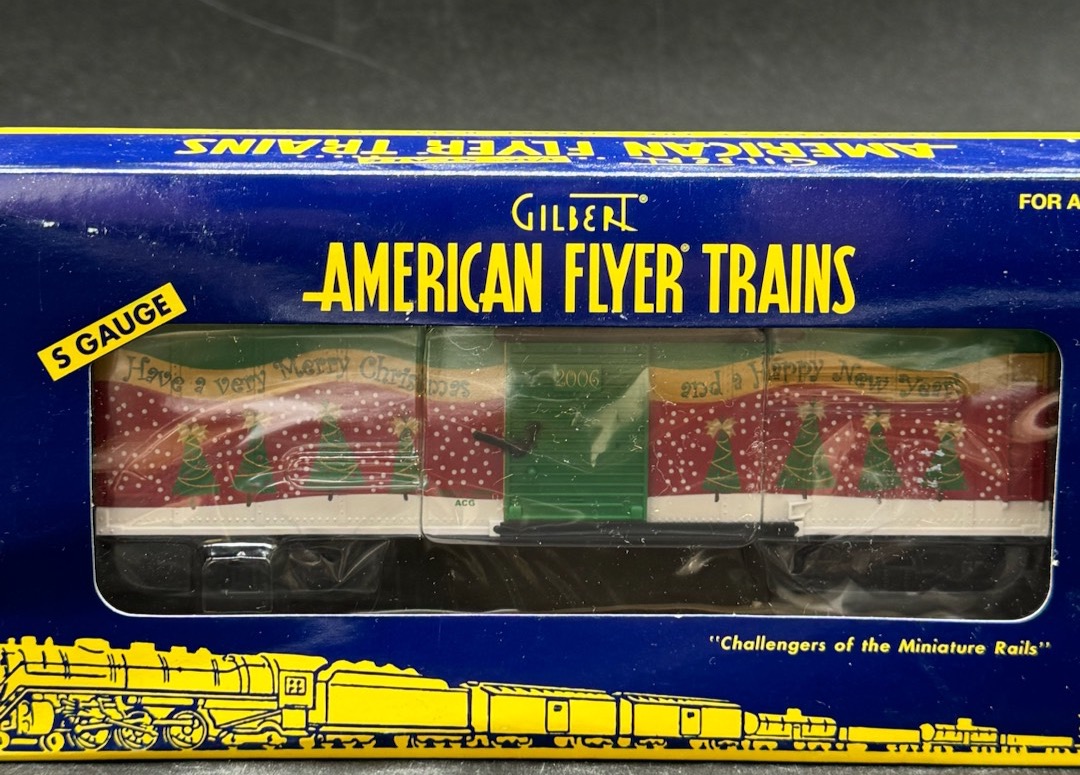 AMERICAN FLYER TRAINS
GILBERT®
FOR A
AMERICAN FLYER® TRAINS
S GAUGE
Have a very Merry Christmas
2006
and a Happy New Year
ACG
"Challengers of the Miniature Rails"